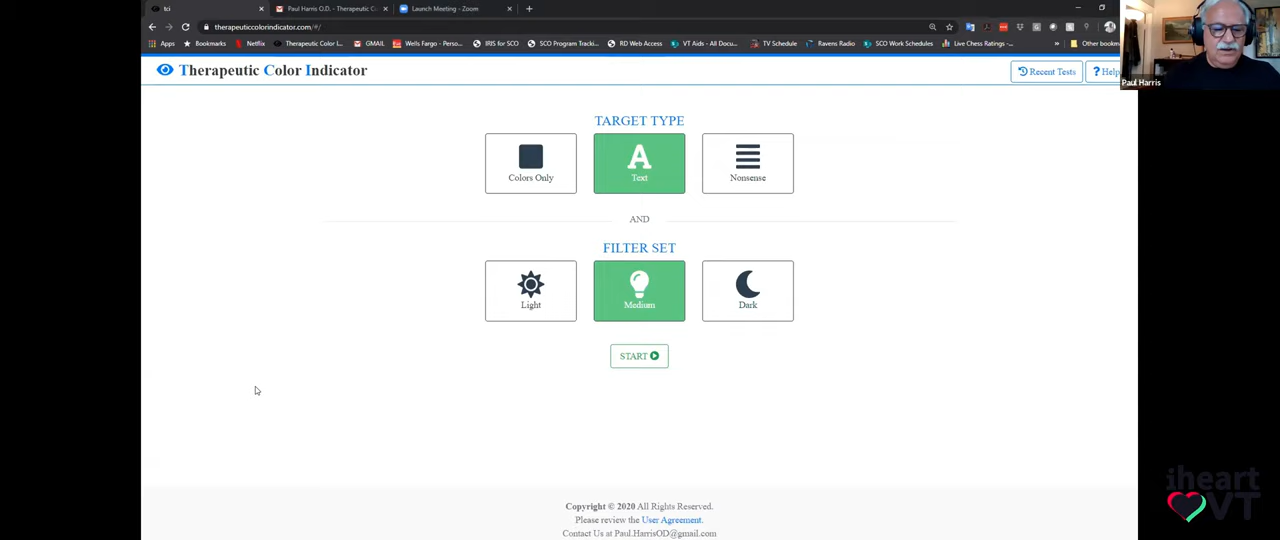 tci
Paul Harris O.D. - Therapeutic C
Launch Meeting - Zoom
therapeuticcolorindicator.com/#/
Apps
Bookmarks
Netflix
Therapeutic Color I...
GMAIL
Wells Fargo - Perso...
IRIS for SCO
SCO Program Tracki...
RD Web Access
VT Aids - All Docu...
TV Schedule
Ravens Radio
SCO Work Schedules
Live Chess Ratings -...
Other bookm
Therapeutic Color Indicator
Recent Tests
? Help
Paul Harris
TARGET TYPE
Colors Only
A
Text
Nonsense
AND
FILTER SET
Light
Medium
Dark
START
Copyright © 2020 All Rights Reserved.
Please review the User Agreement.
Contact Us at Paul.HarrisOD@gmail.com
iheart
VT